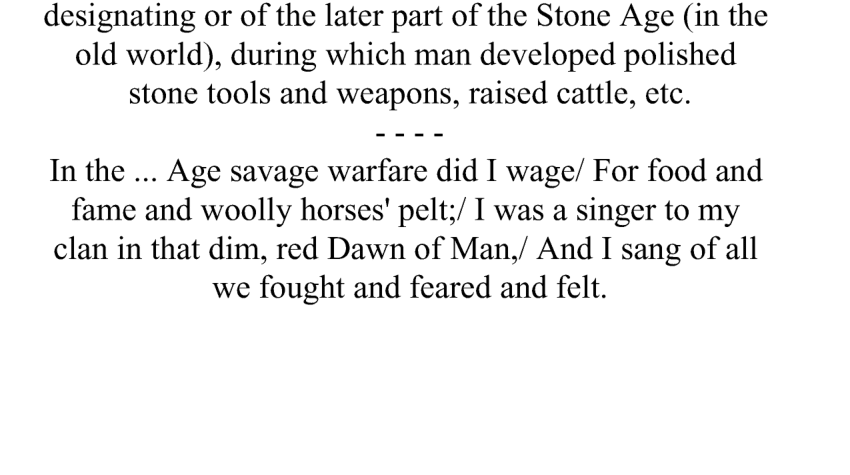 designating or of the later part of the Stone Age (in the
old world), during which man developed polished
stone tools and weapons, raised cattle, etc.
- - - -
In the ... Age savage warfare did I wage/ For food and
fame and woolly horses' pelt;/ I was a singer to my
clan in that dim, red Dawn of Man,/ And I sang of all
we fought and feared and felt.